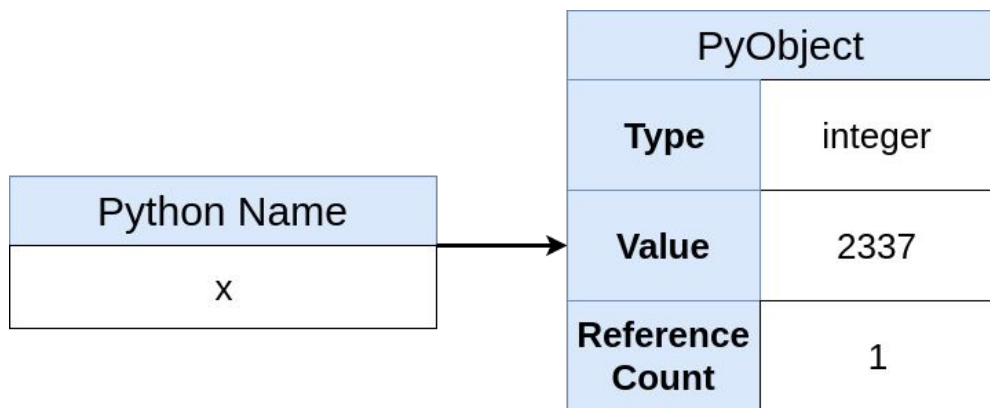 PyObject
Type integer
Python Name
Value 2337
x
Reference
Count
1